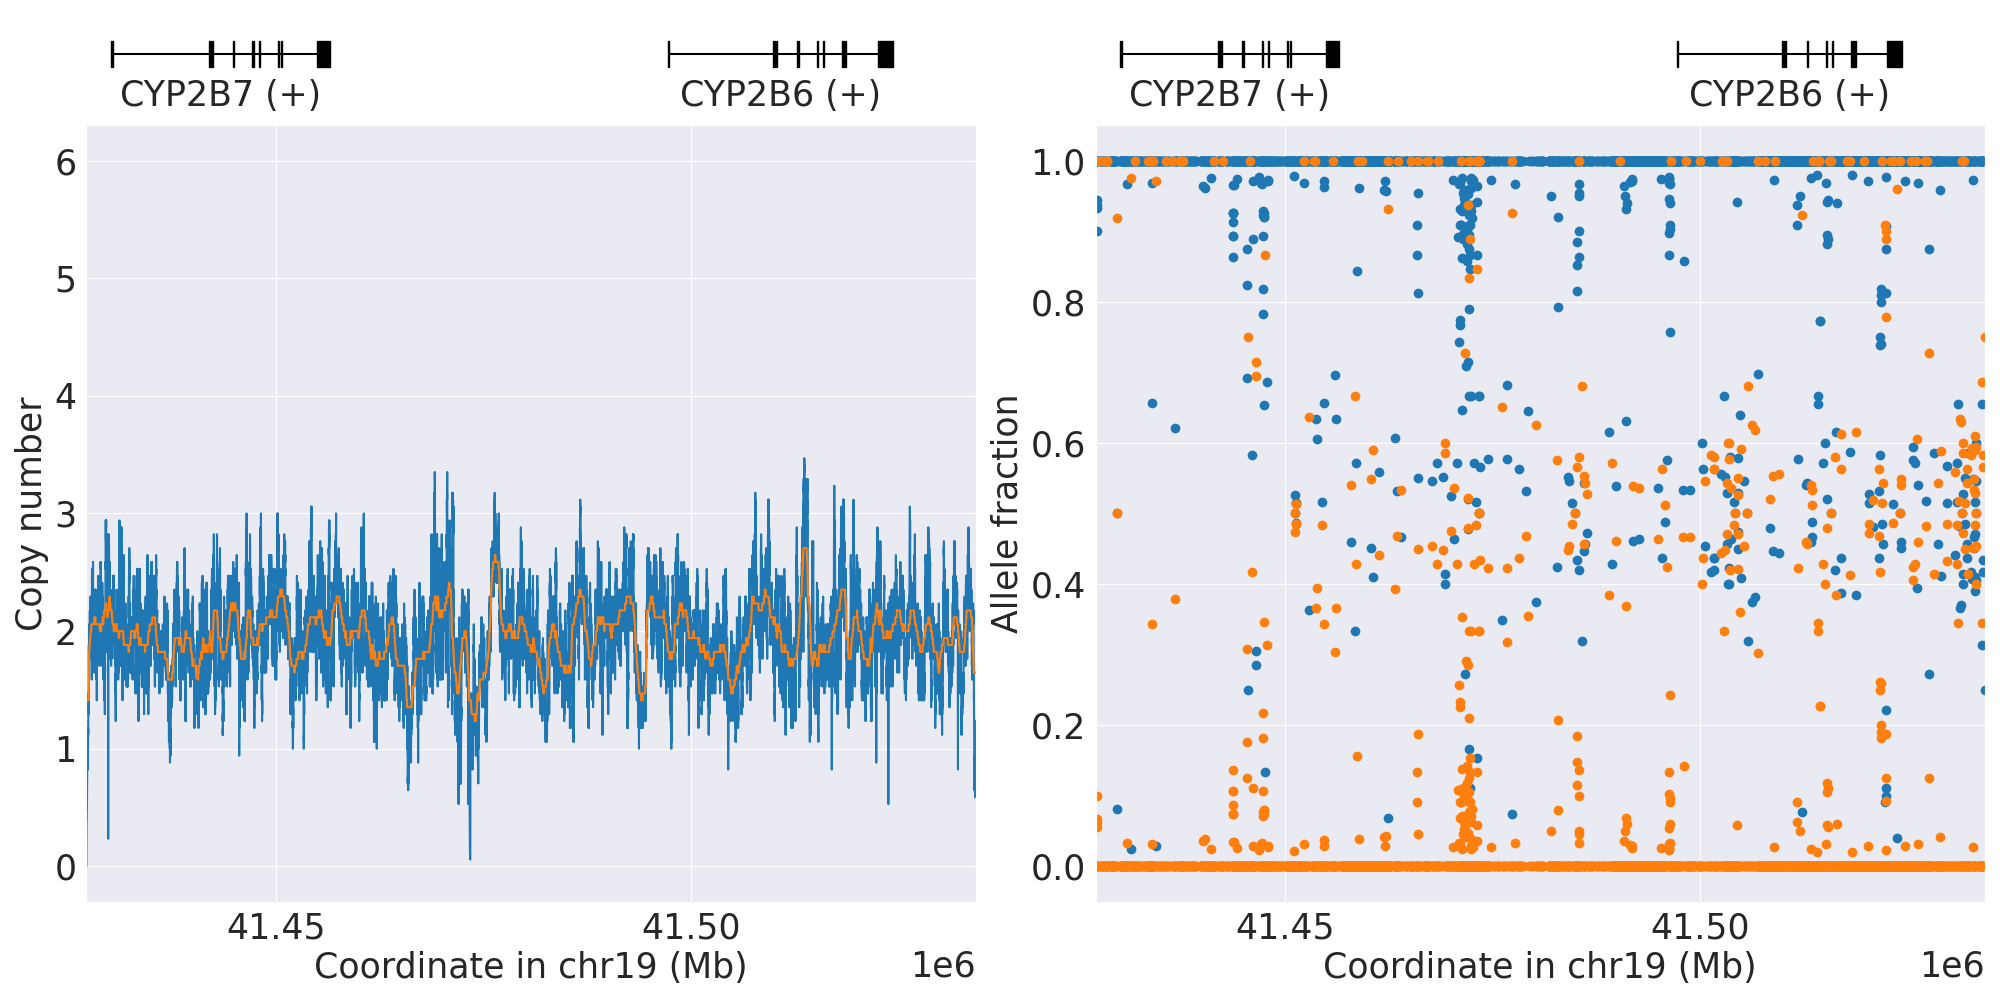 CYP2B7 (+)
CYP2B6 (+)
Copy number
6
5
4
3
2
1
0
41.45
41.50
Coordinate in chr19 (Mb)
1e6
CYP2B7 (+)
CYP2B6 (+)
Allele fraction
1.0
0.8
0.6
0.4
0.2
0.0
41.45
41.50
Coordinate in chr19 (Mb)
1e6